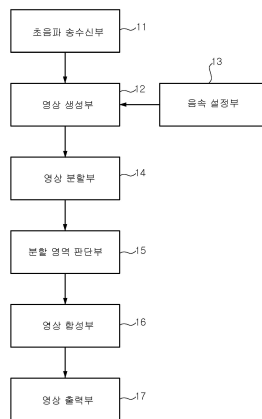 초음파 송수신부
11
영상 생성부
12
음속 설정부
13
영상 분할부
14
분할 영역 판단부
15
영상 합성부
16
영상 출력부
17